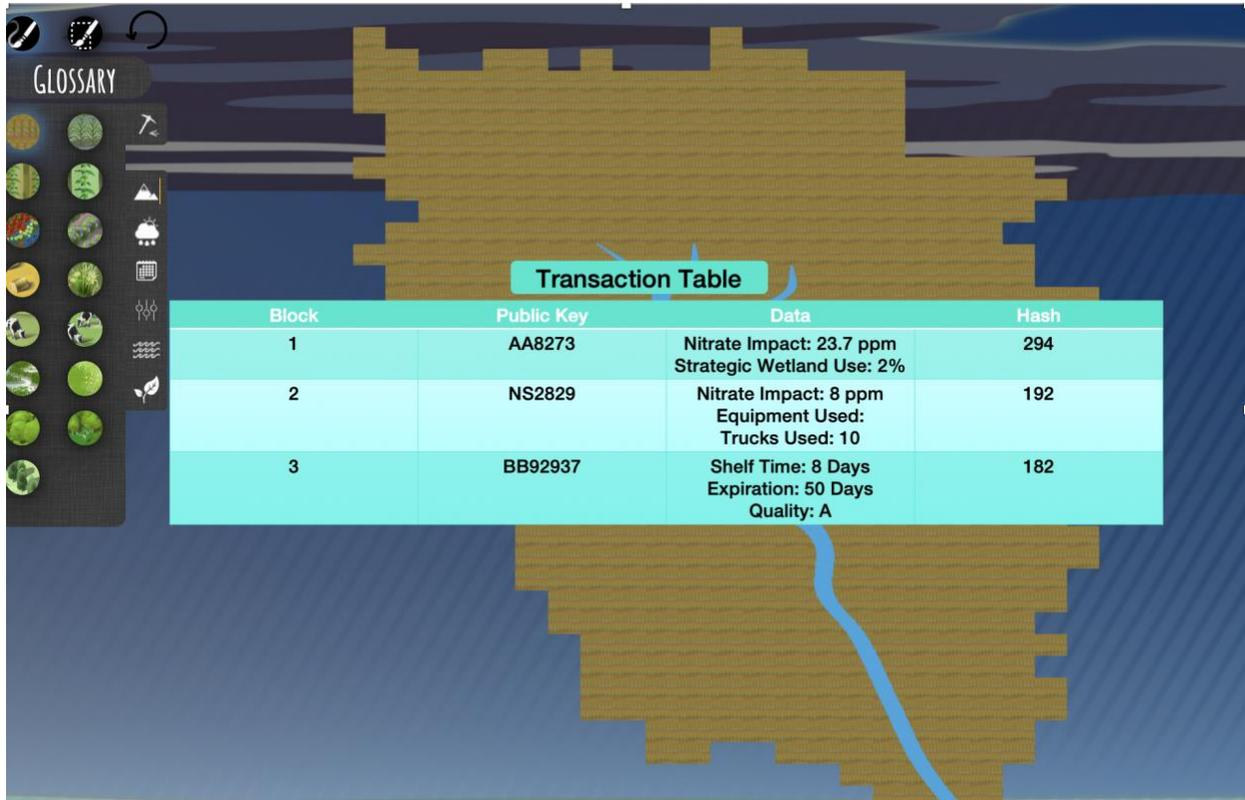 GLOSSARY
Transaction Table
Block Public Key Data Hash
1 AA8273 Nitrate Impact: 23.7 ppm 294
Strategic Wetland Use: 2%
2 NS2829 Nitrate Impact: 8 ppm 192
Equipment Used:
Trucks Used: 10
3 BB92937 Shelf Time: 8 Days 182
Expiration: 50 Days
Quality: A